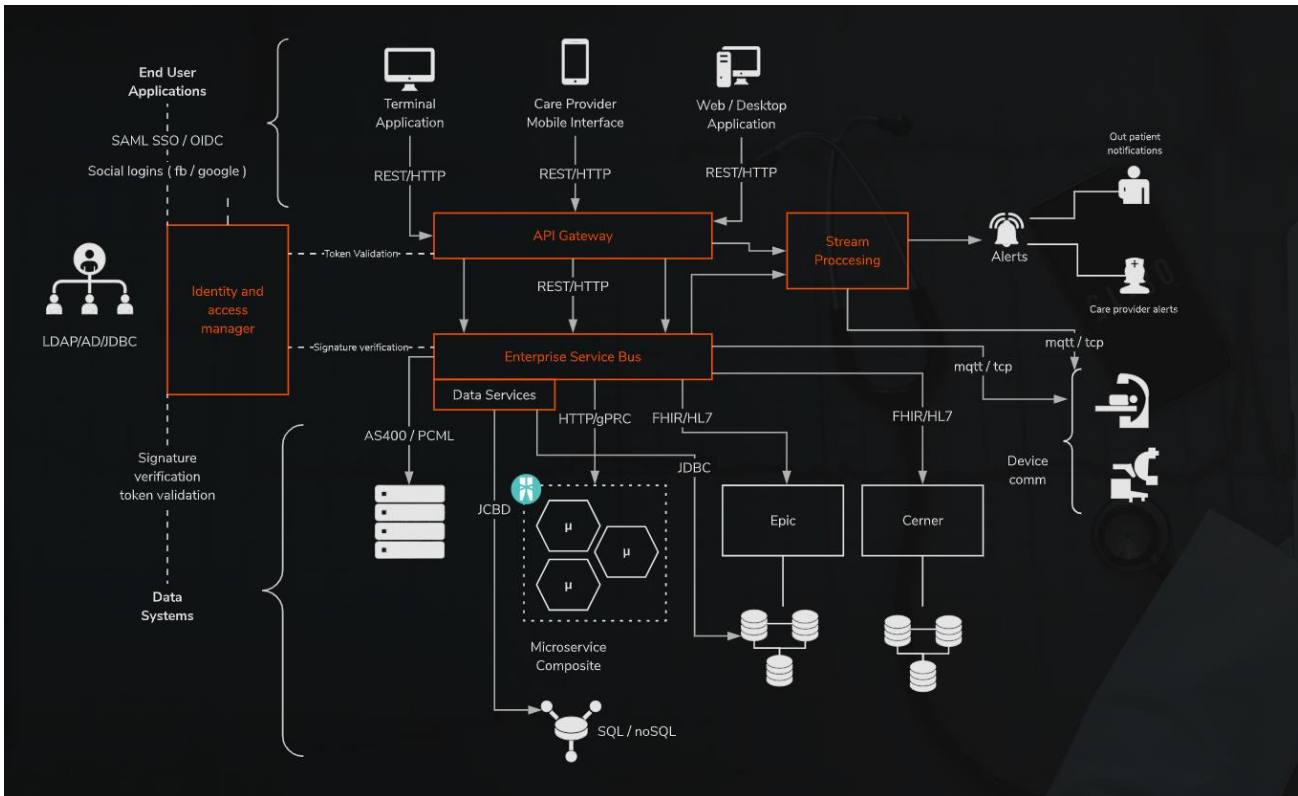 End User
Applications
SAML SSO / OIDC
Social logins ( fb / google )
Terminal
Application
Care Provider
Mobile Interface
Web / Desktop
Application
REST/HTTP
REST/HTTP
REST/HTTP
Out patient
notifications
API Gateway
Stream
Proccesing
Alerts
Token Validation
Identity and
access
manager
LDAP/AD/JDBC
REST/HTTP
Care provider alerts
Signature verification
Enterprise Service Bus
mqtt / tcp
mqtt / tcp
Data Services
AS400 / PCML
HTTP/gPRC
FHIR/HL7
FHIR/HL7
Signature
verification
token validation
JDBC
Device
comm
JCBD
μ
μ
μ
Epic
Cerner
Data
Systems
Microservice
Composite
SQL / noSQL